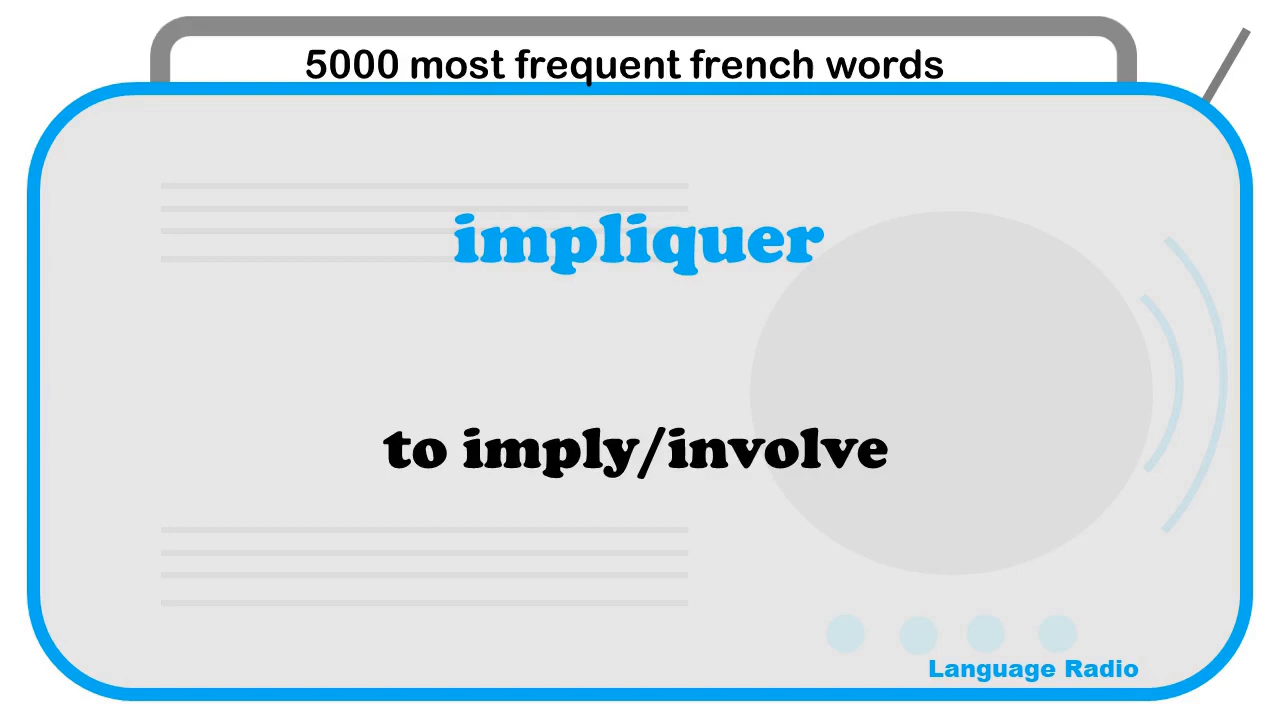 5000 most frequent french words
impliquer
to imply/involve
Language Radio